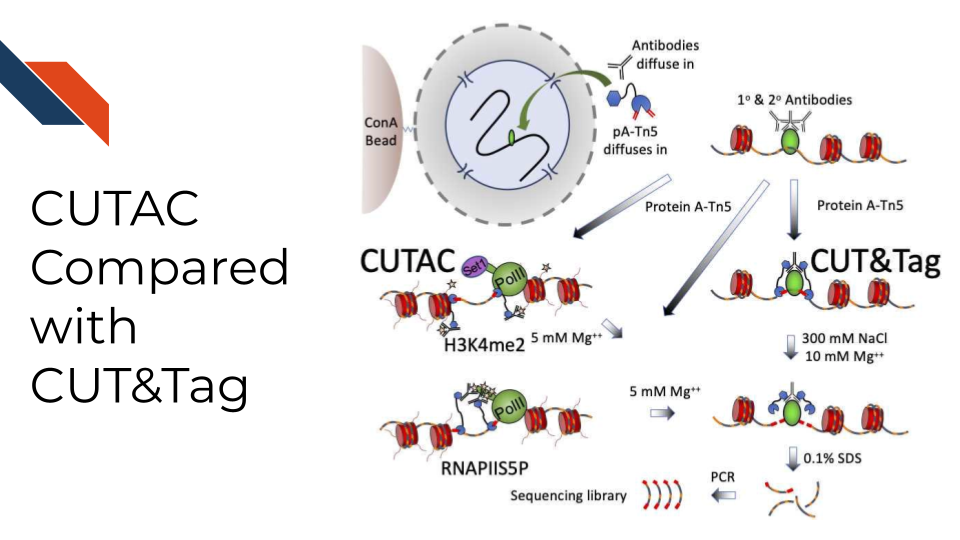 CUTAC
Compared
with
CUT&Tag
ConA
Bead
Antibodies
diffuse in
pA-Tn5
diffuses in
1º & 2º Antibodies
Protein A-Tn5
Protein A-Tn5
CUTAC
Set1
PolII
H3K4me2
5 mM Mg⁺⁺
CUT&Tag
300 mM NaCl
10 mM Mg⁺⁺
PolII
RNAPIIS5P
5 mM Mg⁺⁺
0.1% SDS
PCR
Sequencing library